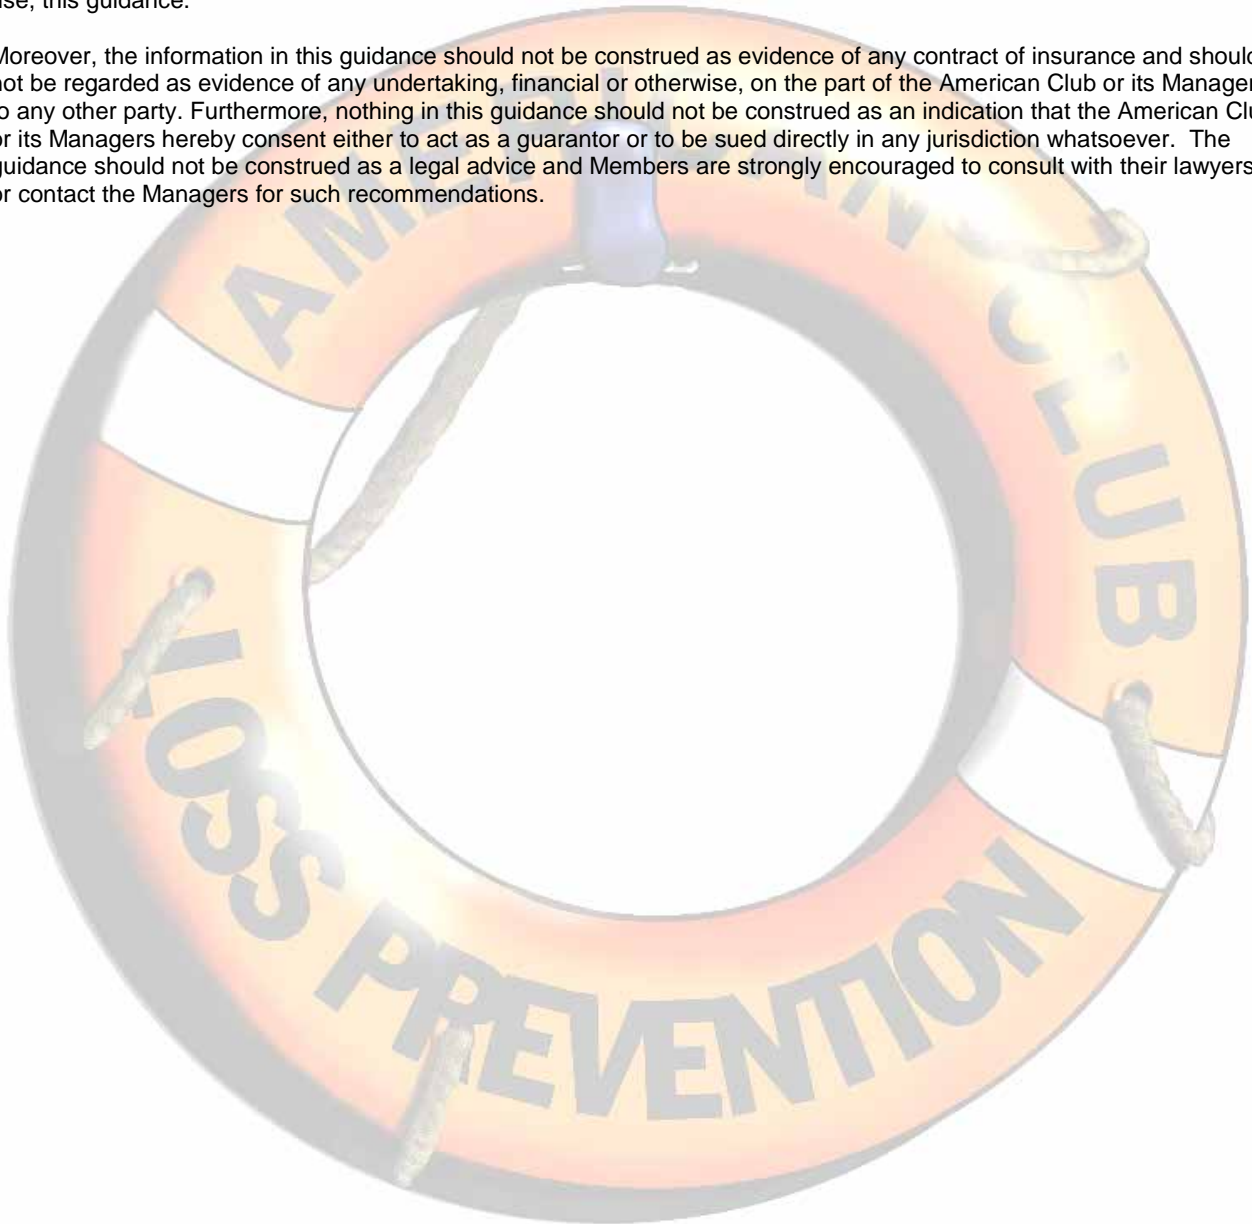 this guidance.
Moreover, the information in this guidance should not be construed as evidence of any contract of insurance and should
not be regarded as evidence of any undertaking, financial or otherwise, on the part of the American Club or its Manager
to any other party. Furthermore, nothing in this guidance should not be construed as an indication that the American Clu
or its Managers hereby consent either to act as a guarantor or to be sued directly in any jurisdiction whatsoever. The
guidance should not be construed as a legal advice and Members are strongly encouraged to consult with their lawyers
or contact the Managers for such recommendations.
AMERICAN CLUB
LOSS PREVENTION